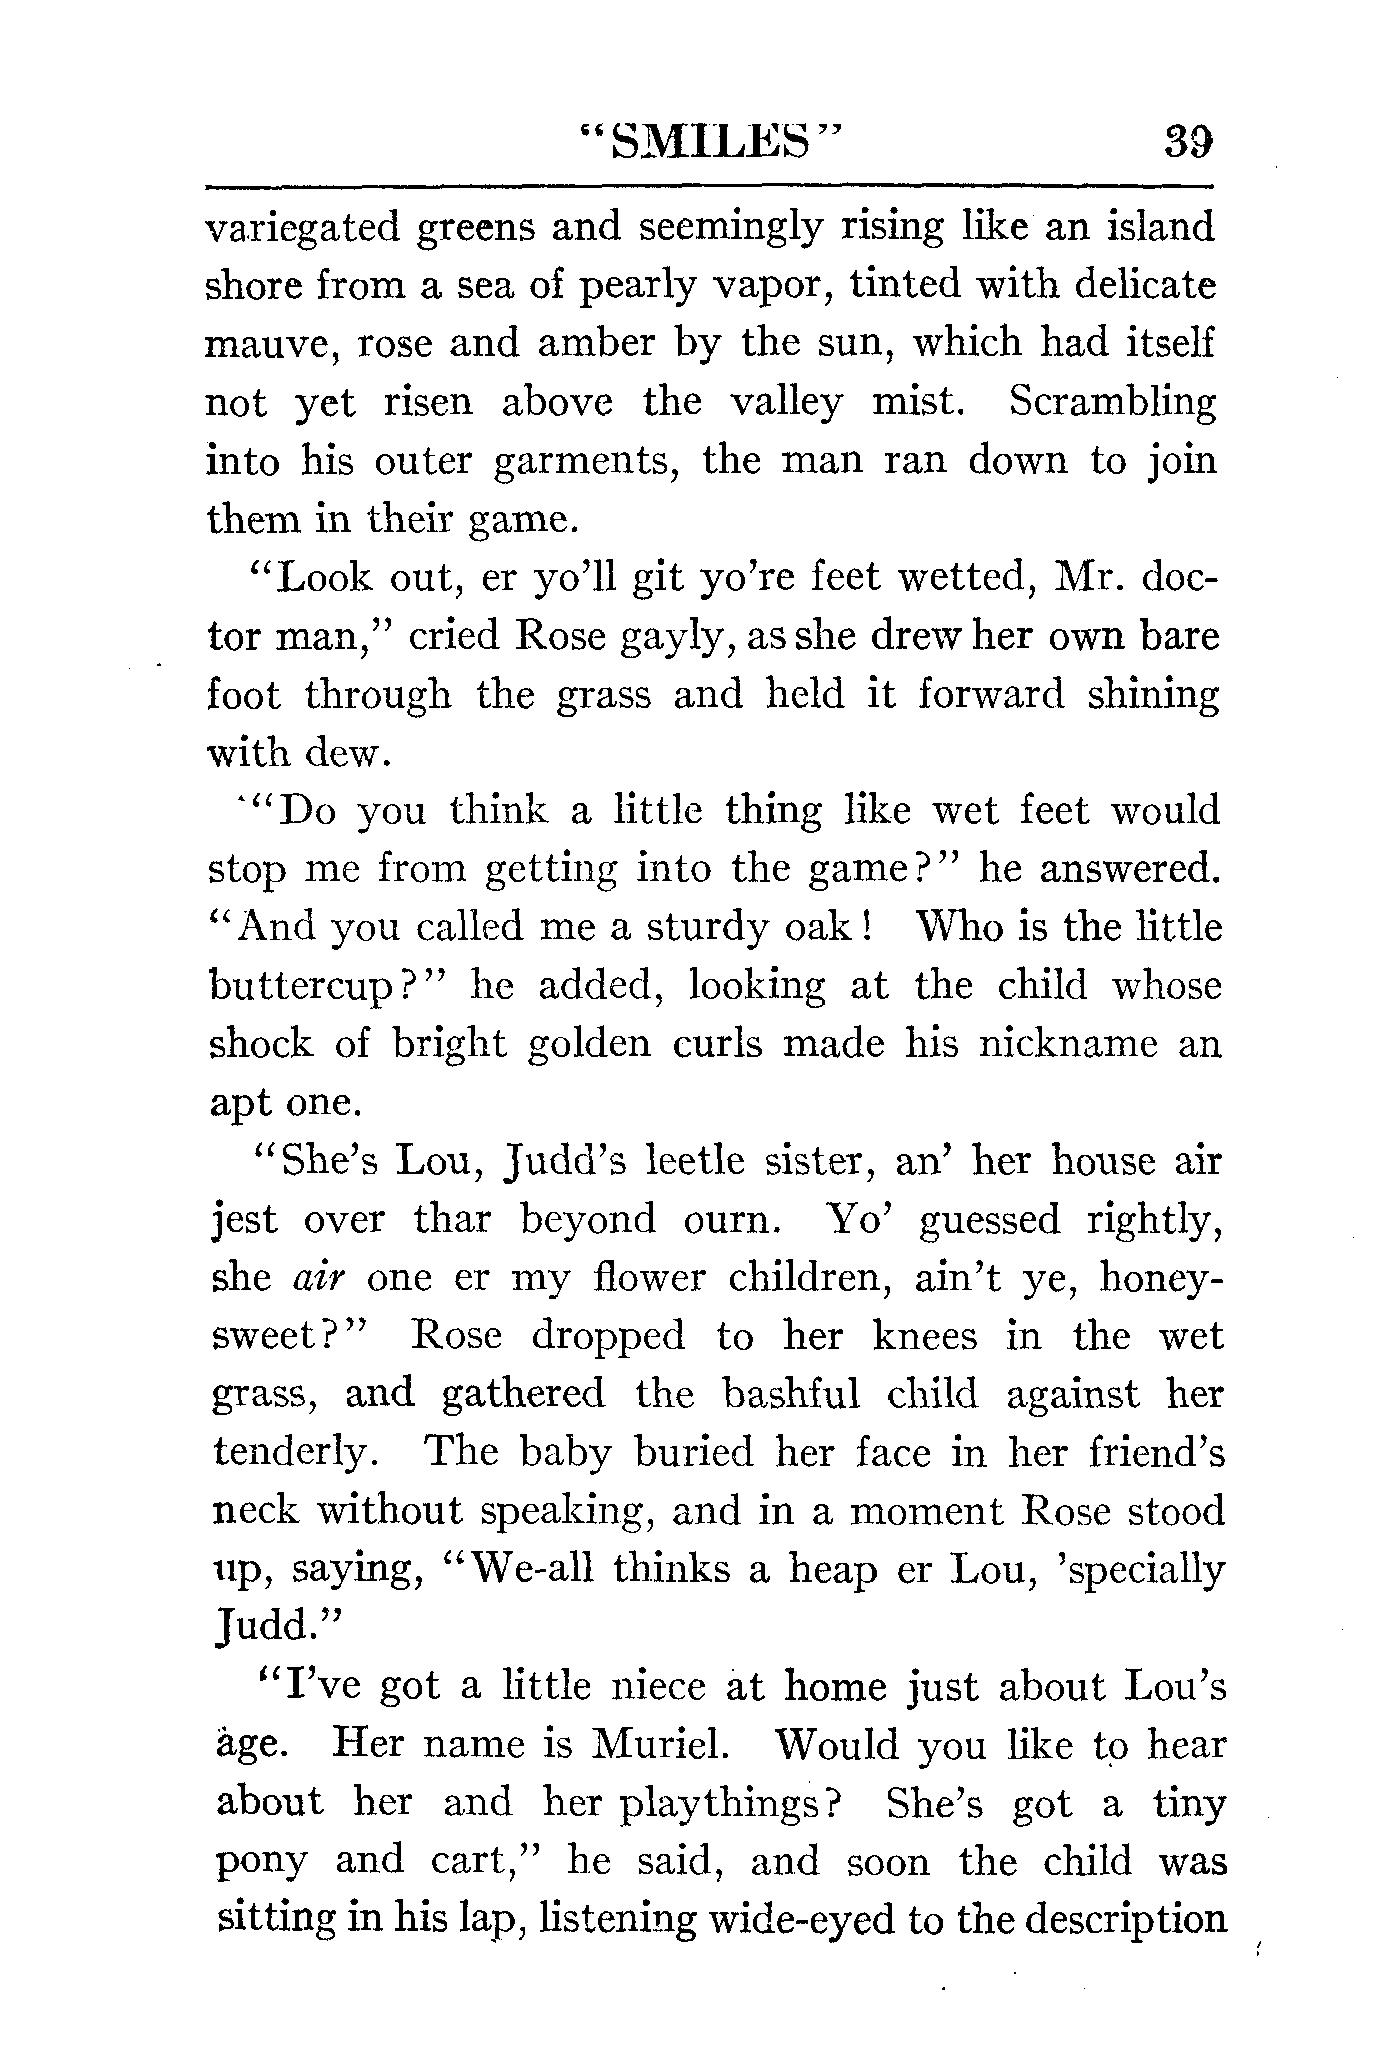 "SMILES" 39
variegated greens and seemingly rising like an island
shore from a sea of pearly vapor, tinted with delicate
mauve, rose and amber by the sun, which had itself
not yet risen above the valley mist. Scrambling
into his outer garments, the man ran down to join
them in their game.
"Look out, er yo'll git yo're feet wetted, Mr. doc-
tor man," cried Rose gayly, as she drew her own bare
foot through the grass and held it forward shining
with dew.
"Do you think a little thing like wet feet would
stop me from getting into the game?" he answered.
"And you called me a sturdy oak! Who is the little
buttercup?" he added, looking at the child whose
shock of bright golden curls made his nickname an
apt one.
"She's Lou, Judd's leetle sister, an' her house air
jest over thar beyond ourn. Yo' guessed rightly,
she air one er my flower children, ain't ye, honey-
sweet?" Rose dropped to her knees in the wet
grass, and gathered the bashful child against her
tenderly. The baby buried her face in her friend's
neck without speaking, and in a moment Rose stood
up, saying, "We-all thinks a heap er Lou, 'specially
Judd."
"I've got a little niece at home just about Lou's
age. Her name is Muriel. Would you like to hear
about her and her playthings? She's got a tiny
pony and cart," he said, and soon the child was
sitting in his lap, listening wide-eyed to the description